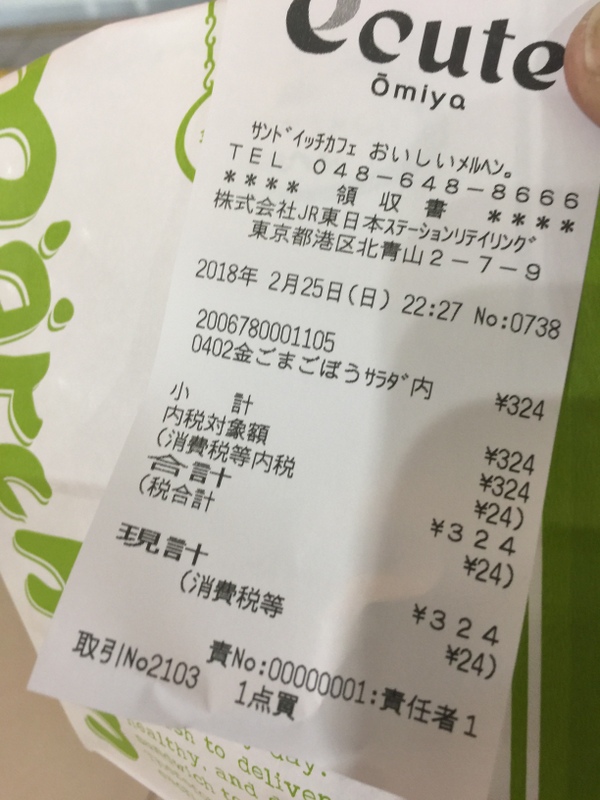 Ecute
Ōmiya
サンドイッチカフェ おいしいメルヘン。
TEL 048-648-8666
**** 領収書 ****
株式会社JR東日本ステーションリテイリング
東京都港区北青山2-7-9
2018年 2月25日(日) 22:27 No:0738
2006780001105
0402金ごまごぼうサラダ内 ¥324
小 計 ¥324
内税対象額 ¥324
(消費税等内税 ¥24)
合計 ¥324
(税合計 ¥24)
現計 ¥324
(消費税等 ¥24)
責No:00000001:責任者1
取引No2103 1点買
day.
to deliver
healthy, and